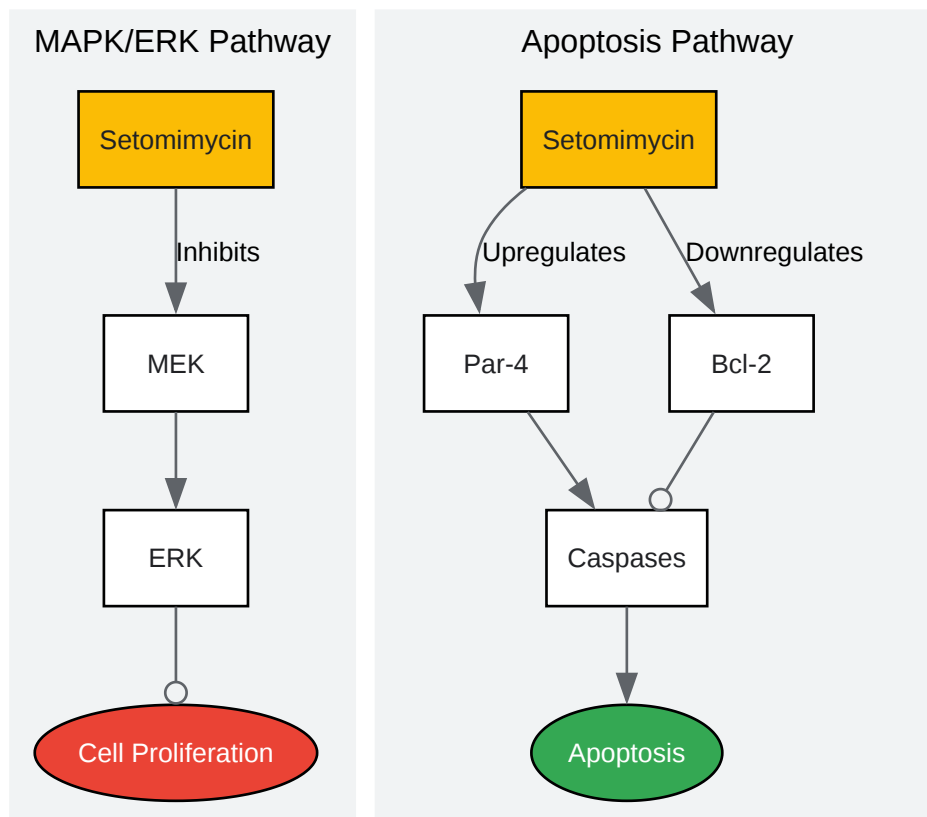 MAPK/ERK Pathway
Setomimycin
Inhibits
MEK
ERK
Cell Proliferation
Apoptosis Pathway
Setomimycin
Upregulates
Downregulates
Par-4
Bcl-2
Caspases
Apoptosis